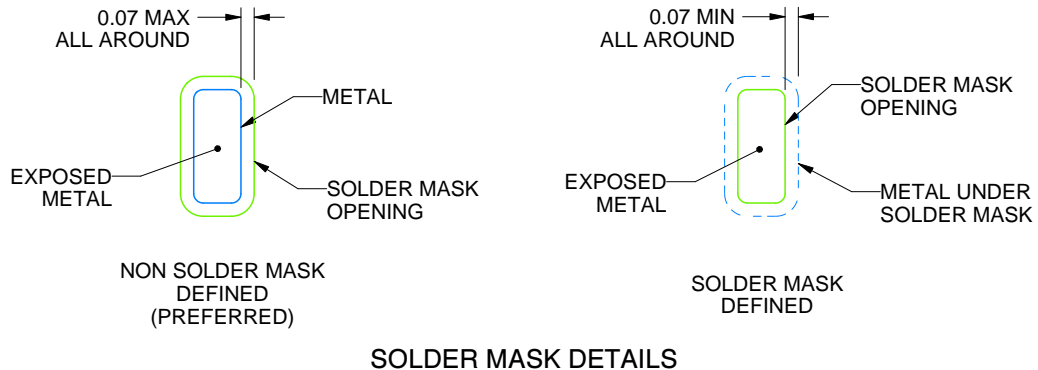 0.07 MAX
ALL AROUND
METAL
EXPOSED
METAL
SOLDER MASK
OPENING
NON SOLDER MASK
DEFINED
(PREFERRED)
0.07 MIN
ALL AROUND
SOLDER MASK
OPENING
EXPOSED
METAL
METAL UNDER
SOLDER MASK
SOLDER MASK
DEFINED
SOLDER MASK DETAILS